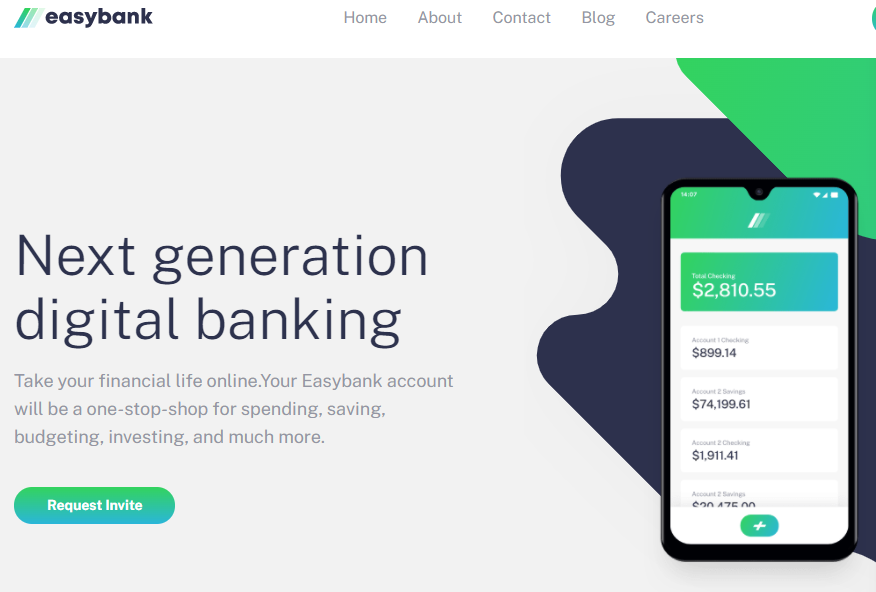 easybank
Home About Contact Blog Careers
Next generation
digital banking
Take your financial life online.Your Easybank account
will be a one-stop-shop for spending, saving,
budgeting, investing, and much more.
Request Invite
14:07
Total Checking
$2,810.55
Account 1 Checking
$899.14
Account 2 Savings
$74,199.61
Account 2 Checking
$1,911.41
Account 2 Savings
$20,475.00